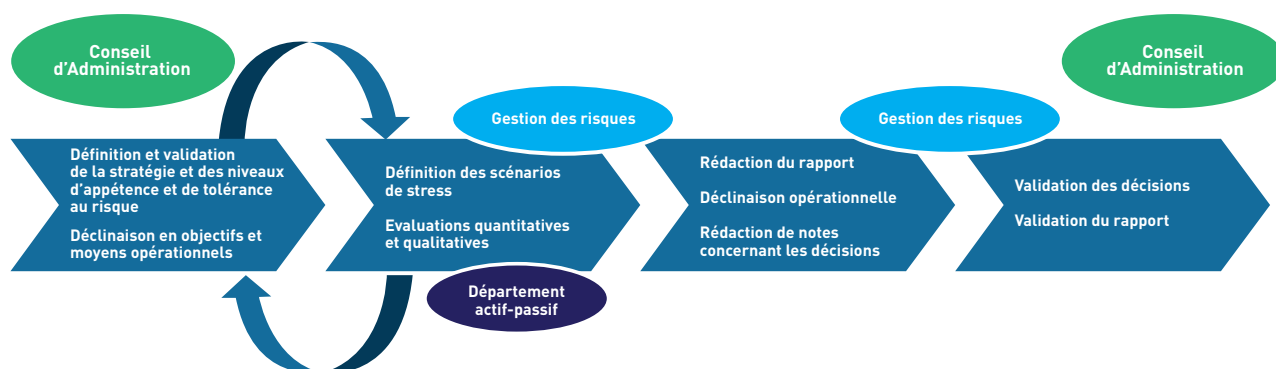 Conseil
d'Administration
Définition et validation
de la stratégie et des niveaux
d'appétence et de tolérance
au risque
Déclinaison en objectifs et
moyens opérationnels
Gestion des risques
Définition des scénarios
de stress
Evaluations quantitatives
et qualitatives
Département
actif-passif
Gestion des risques
Rédaction du rapport
Déclinaison opérationnelle
Rédaction de notes
concernant les décisions
Conseil
d'Administration
Validation des décisions
Validation du rapport